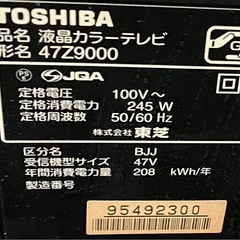 TOSHIBA
品名 液晶カラーテレビ
形名 47Z9000
PS E JQA
定格電圧 100V～
定格消費電力 245 W
定格周波数 50/60 Hz
株式会社 東芝
区分名 BJJ
受信機型サイズ 47V
年間消費電力量 208 kWh/年
製造番号
95492300